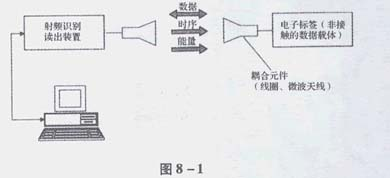 数据
时序
能量
射频识别
读出装置
电子标签（非接
触的数据载体）
耦合元件
（线圈、微波天线）
图8-1